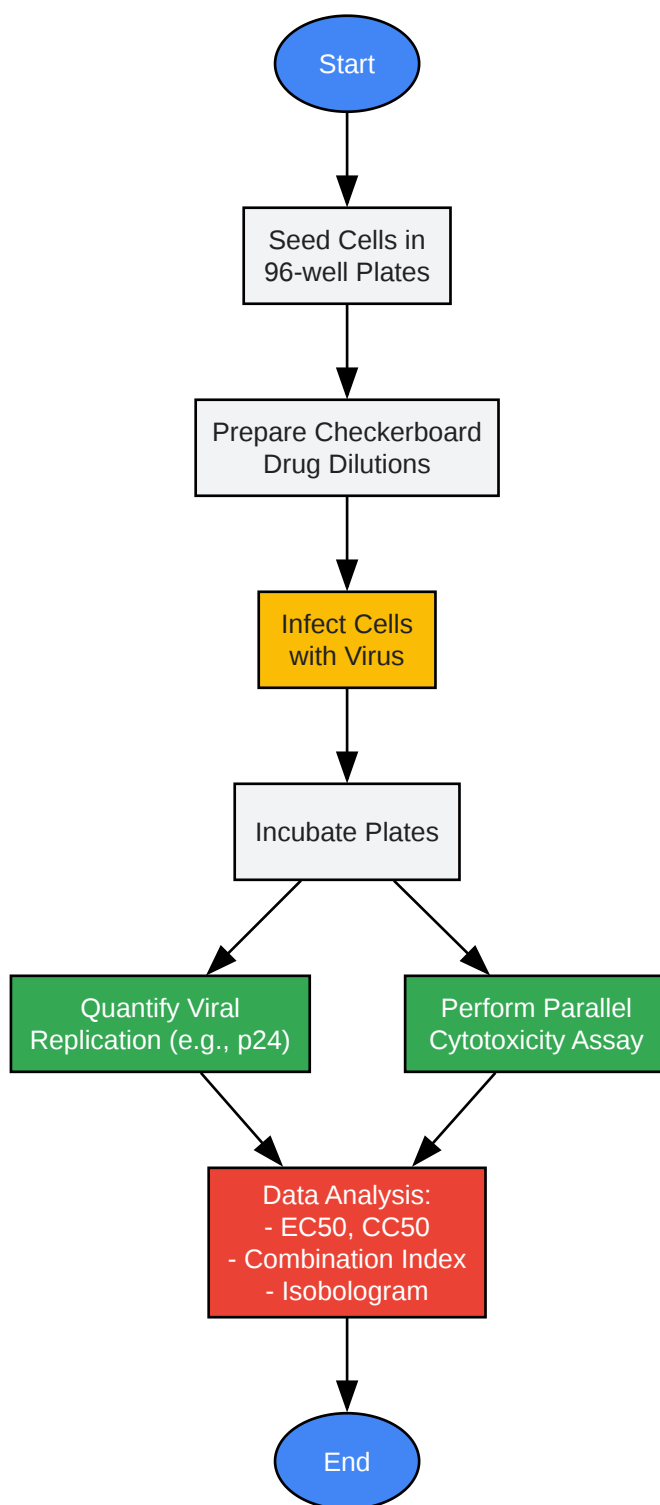 Start
Seed Cells in
96-well Plates
Prepare Checkerboard
Drug Dilutions
Infect Cells
with Virus
Incubate Plates
Quantify Viral
Replication (e.g., p24)
Perform Parallel
Cytotoxicity Assay
Data Analysis:
- EC50, CC50
- Combination Index
- Isobologram
End